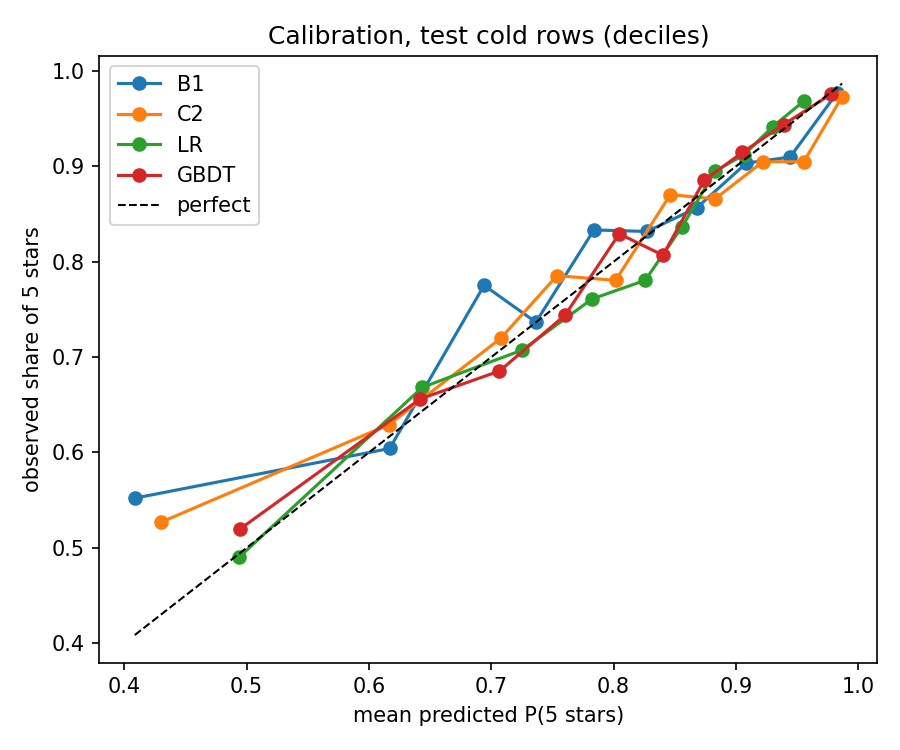 Calibration, test cold rows (deciles)
B1
C2
LR
GBDT
perfect
observed share of 5 stars
1.0
0.9
0.8
0.7
0.6
0.5
0.4
0.4 0.5 0.6 0.7 0.8 0.9 1.0
mean predicted P(5 stars)